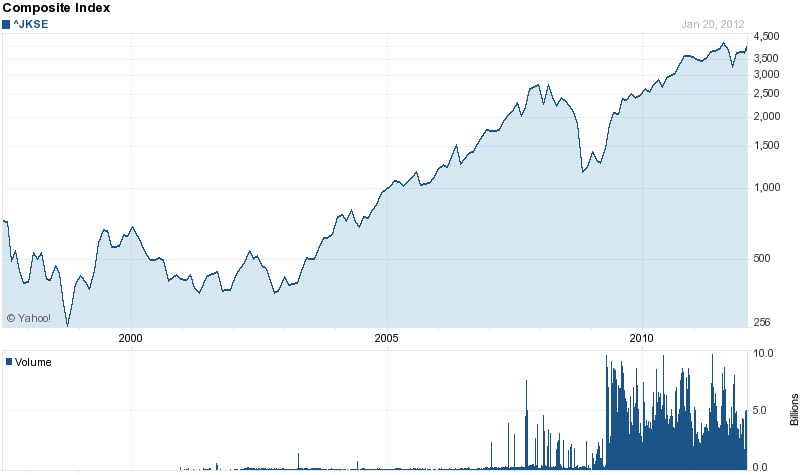 Composite Index
^JKSE
Jan 20, 2012
4,500
3,500
3,000
2,500
2,000
1,500
1,000
500
256
© Yahoo!
2000
2005
2010
Volume
10.0
5.0
0.0
Billions